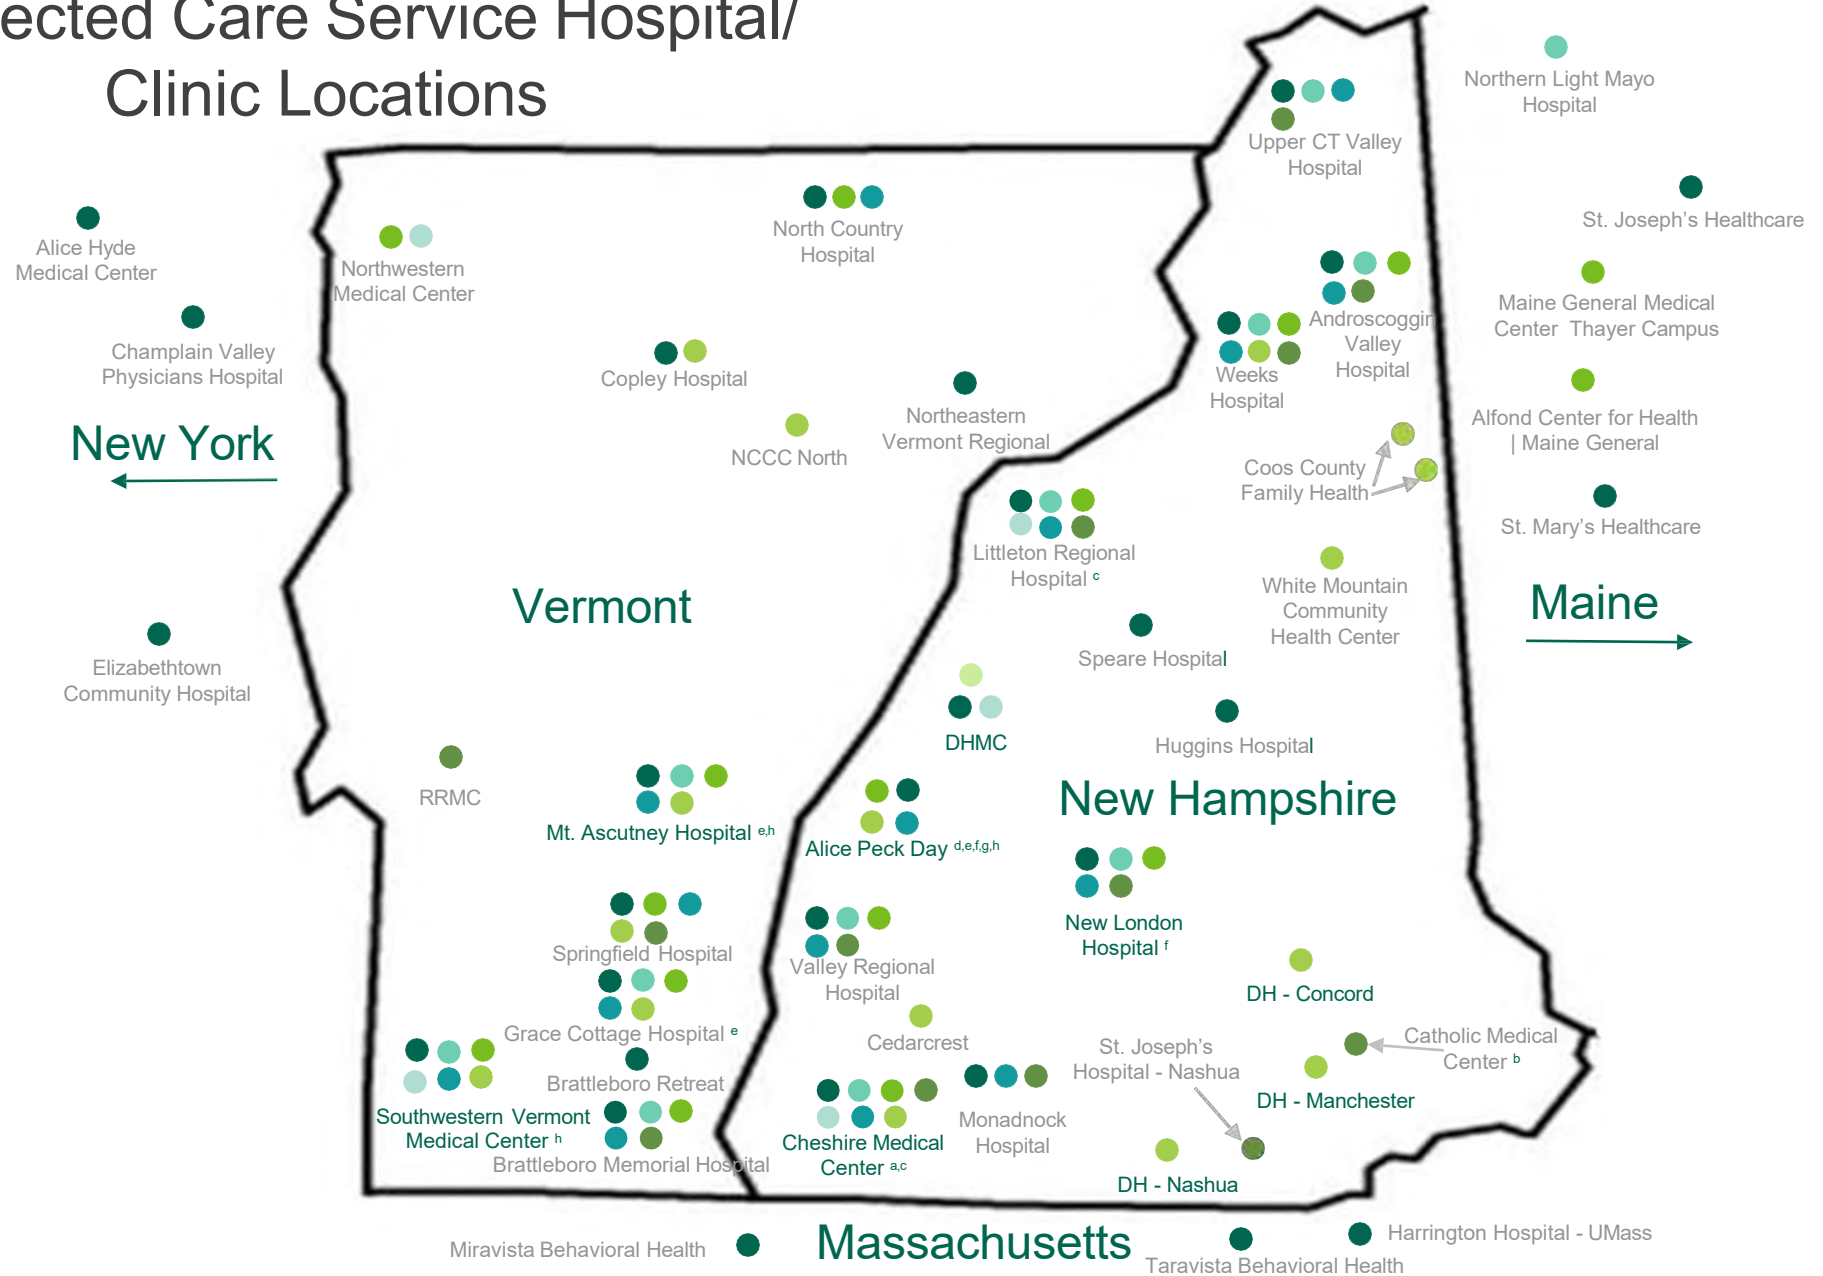 ected Care Service Hospital/
Clinic Locations
Northern Light Mayo
Hospital
Upper CT Valley
Hospital
St. Joseph's Healthcare
Alice Hyde
Medical Center
North Country
Hospital
Northwestern
Medical Center
Maine General Medical
Center Thayer Campus
Androscoggin
Valley
Hospital
Champlain Valley
Physicians Hospital
Copley Hospital
Weeks
Hospital
Northeastern
Vermont Regional
Alfond Center for Health
| Maine General
New York
NCCC North
Coos County
Family Health
St. Mary's Healthcare
Littleton Regional
Hospital c
White Mountain
Community
Health Center
Vermont
Maine
Speare Hospital
Elizabethtown
Community Hospital
DHMC
Huggins Hospital
RRMC
New Hampshire
Mt. Ascutney Hospital e,h
Alice Peck Day d,e,f,g,h
New London
Hospital f
Springfield Hospital
Valley Regional
Hospital
DH - Concord
Grace Cottage Hospital e
Cedarcrest
St. Joseph's
Hospital - Nashua
Catholic Medical
Center b
Brattleboro Retreat
DH - Manchester
Southwestern Vermont
Medical Center h
Monadnock
Hospital
Cheshire Medical
Center a,c
Brattleboro Memorial Hospital
DH - Nashua
Miravista Behavioral Health
Massachusetts
Harrington Hospital - UMass
Taravista Behavioral Health